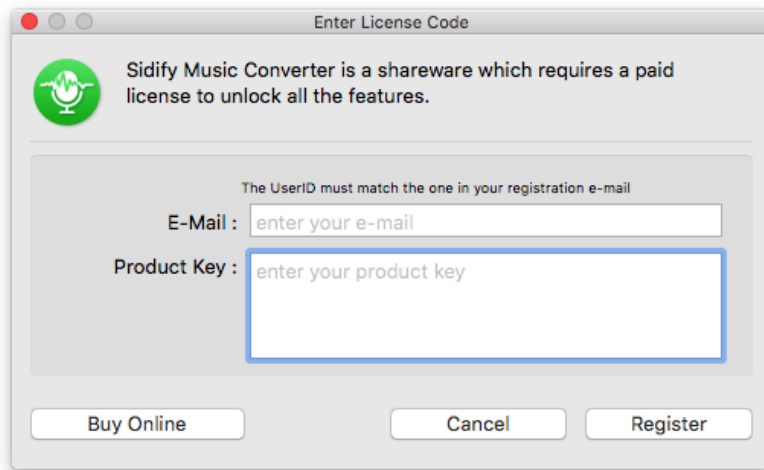 Enter License Code
Sidify Music Converter is a shareware which requires a paid
license to unlock all the features.
The UserID must match the one in your registration e-mail
E-Mail : enter your e-mail
Product Key : enter your product key
Buy Online Cancel Register